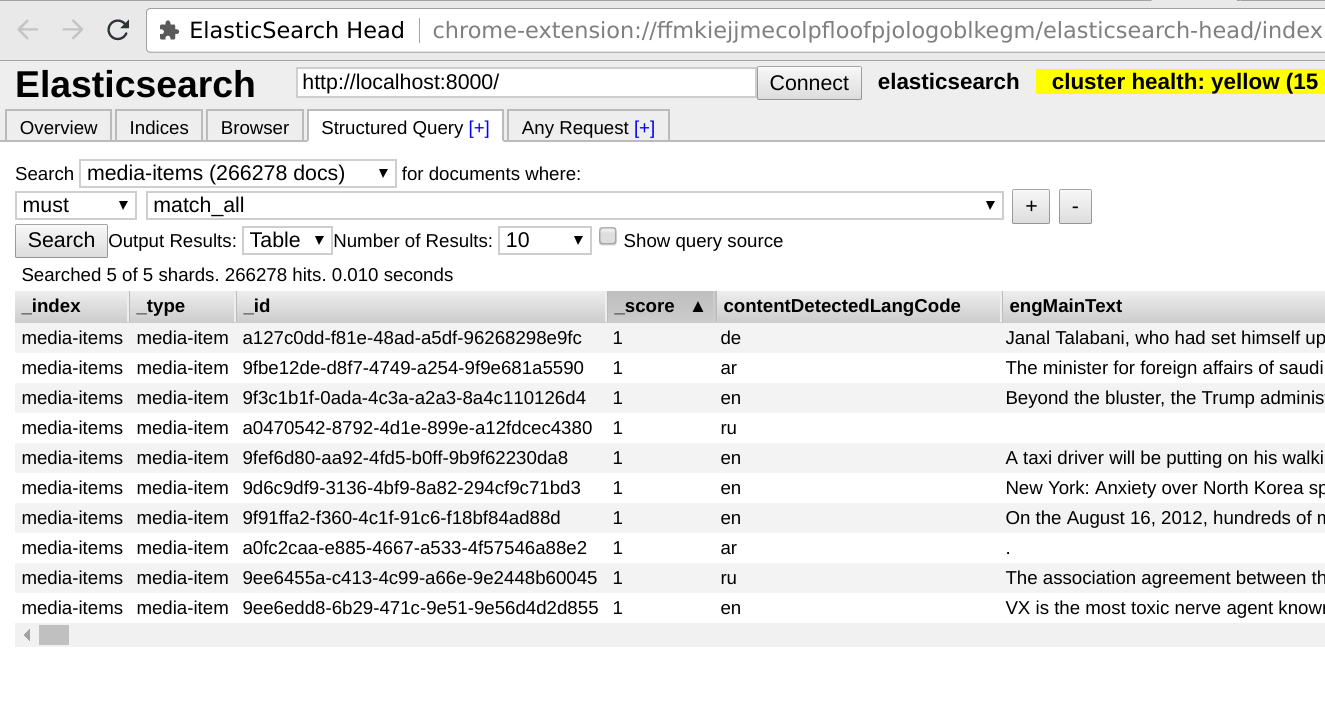 ElasticSearch Head chrome-extension://ffmkiejjmecolpfloofpjologoblkegm/elasticsearch-head/index
Elasticsearch http://localhost:8000/ Connect elasticsearch cluster health: yellow (15
Overview Indices Browser Structured Query [+] Any Request [+]
Search media-items (266278 docs) for documents where:
must match_all + -
Search Output Results: Table Number of Results: 10 Show query source
Searched 5 of 5 shards. 266278 hits. 0.010 seconds
_index _type _id _score ▲ contentDetectedLangCode engMainText
media-items media-item a127c0dd-f81e-48ad-a5df-96268298e9fc 1 de Janal Talabani, who had set himself up
media-items media-item 9fbe12de-d8f7-4749-a254-9f9e681a5590 1 ar The minister for foreign affairs of saudi
media-items media-item 9f3c1b1f-0ada-4c3a-a2a3-8a4c110126d4 1 en Beyond the bluster, the Trump adminis
media-items media-item a0470542-8792-4d1e-899e-a12fdcec4380 1 ru
media-items media-item 9fef6d80-aa92-4fd5-b0ff-9b9f62230da8 1 en A taxi driver will be putting on his walki
media-items media-item 9d6c9df9-3136-4bf9-8a82-294cf9c71bd3 1 en New York: Anxiety over North Korea sp
media-items media-item 9f91ffa2-f360-4c1f-91c6-f18bf84ad88d 1 en On the August 16, 2012, hundreds of m
media-items media-item a0fc2caa-e885-4667-a533-4f57546a88e2 1 ar .
media-items media-item 9ee6455a-c413-4c99-a66e-9e2448b60045 1 ru The association agreement between th
media-items media-item 9ee6edd8-6b29-471c-9e51-9e56d4d2d855 1 en VX is the most toxic nerve agent known